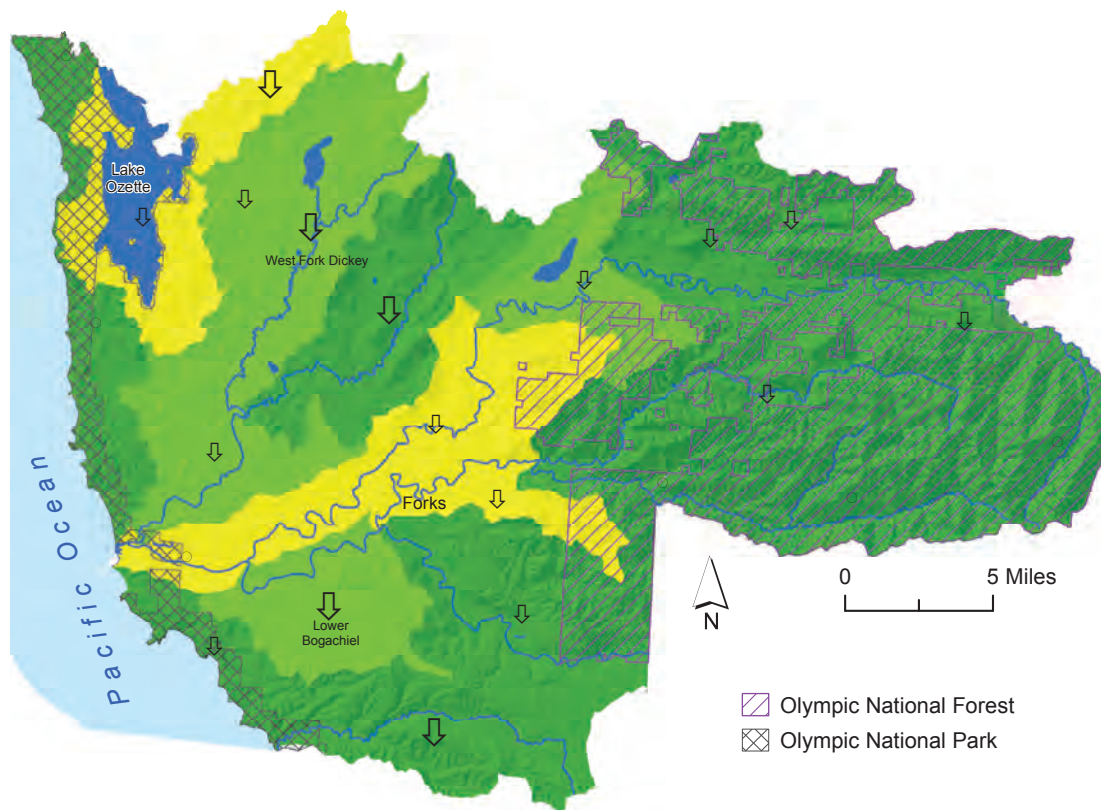 Lake
Ozette
West Fork Dickey
Forks
Lower
Bogachiel
Pacific Ocean
N
0 5 Miles
Olympic National Forest
Olympic National Park